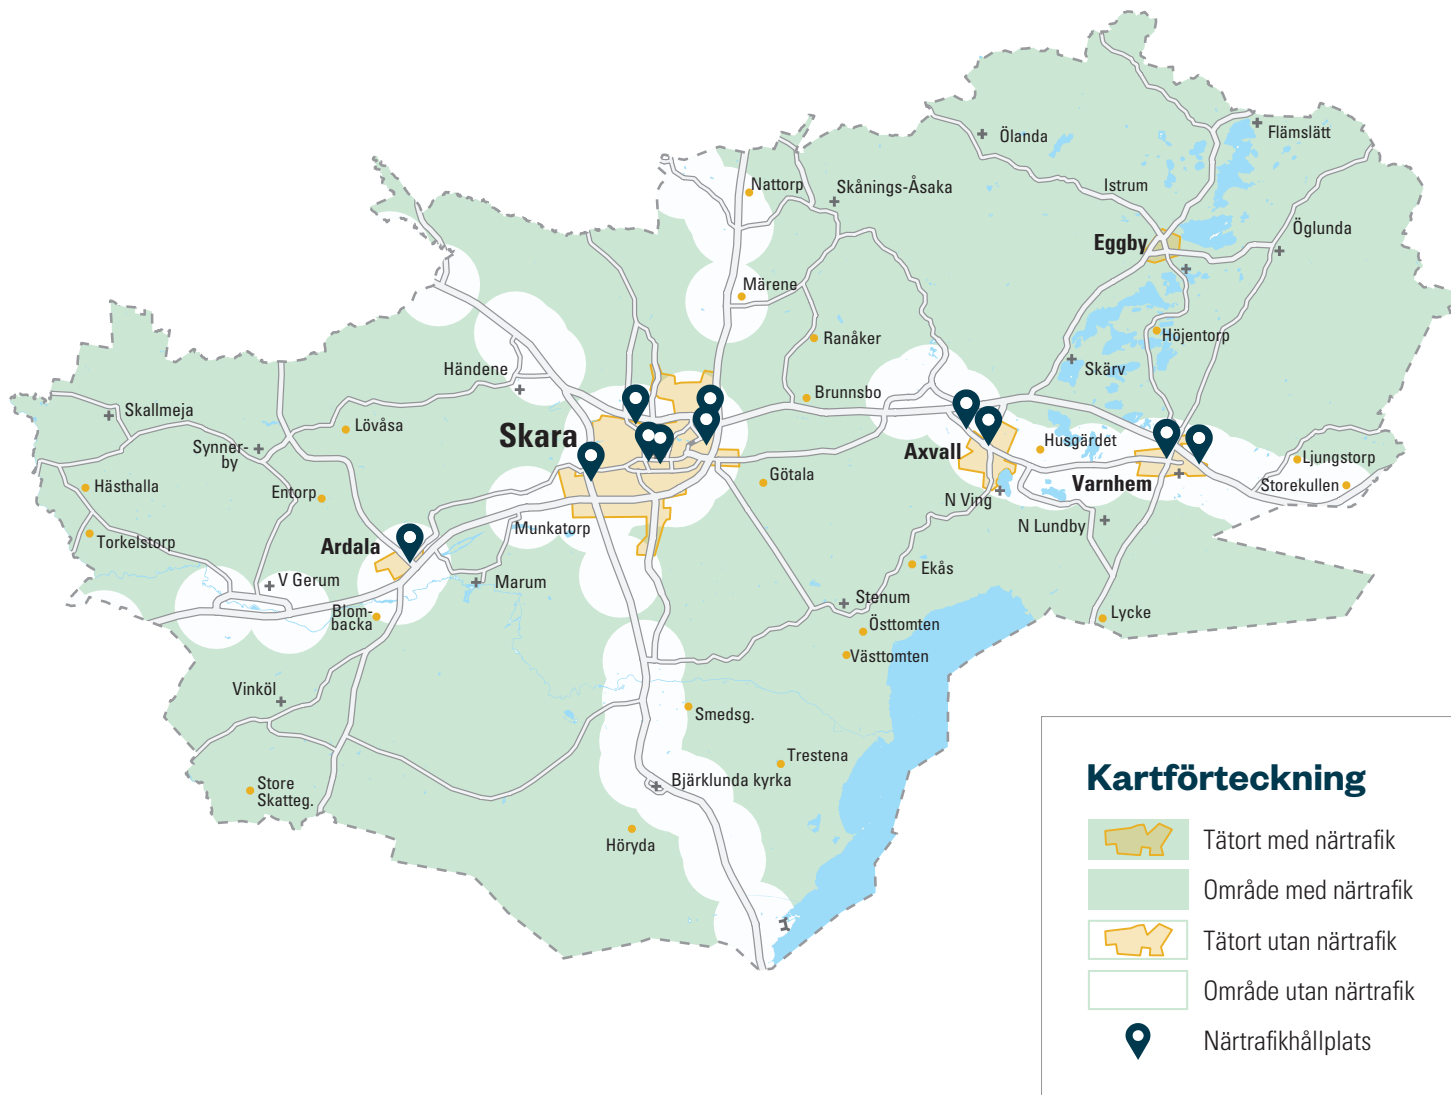 Flämslätt
Ölanda
Istrum
Nattorp
Skånings-Åsaka
Öglunda
Eggby
Märene
Ranåker
Höjentorp
Händene
Skärv
Brunnsbo
Skallmeja
Lövåsa
Skara
Synner-
by
Axvall
Husgärdet
Ljungstorp
Hästhalla
Entorp
Götala
Varnhem
Storekullen
N Ving
Munkatorp
N Lundby
Torkelstorp
Ardala
V Gerum
Marum
Ekås
Stenum
Blom-
backa
Lycke
Östtomten
Västtomten
Vinköl
Smedsg.
Trestena
Bjärklunda kyrka
Store
Skatteg.
Höryda
Kartförteckning
Tätort med närtrafik
Område med närtrafik
Tätort utan närtrafik
Område utan närtrafik
Närtrafikhållplats